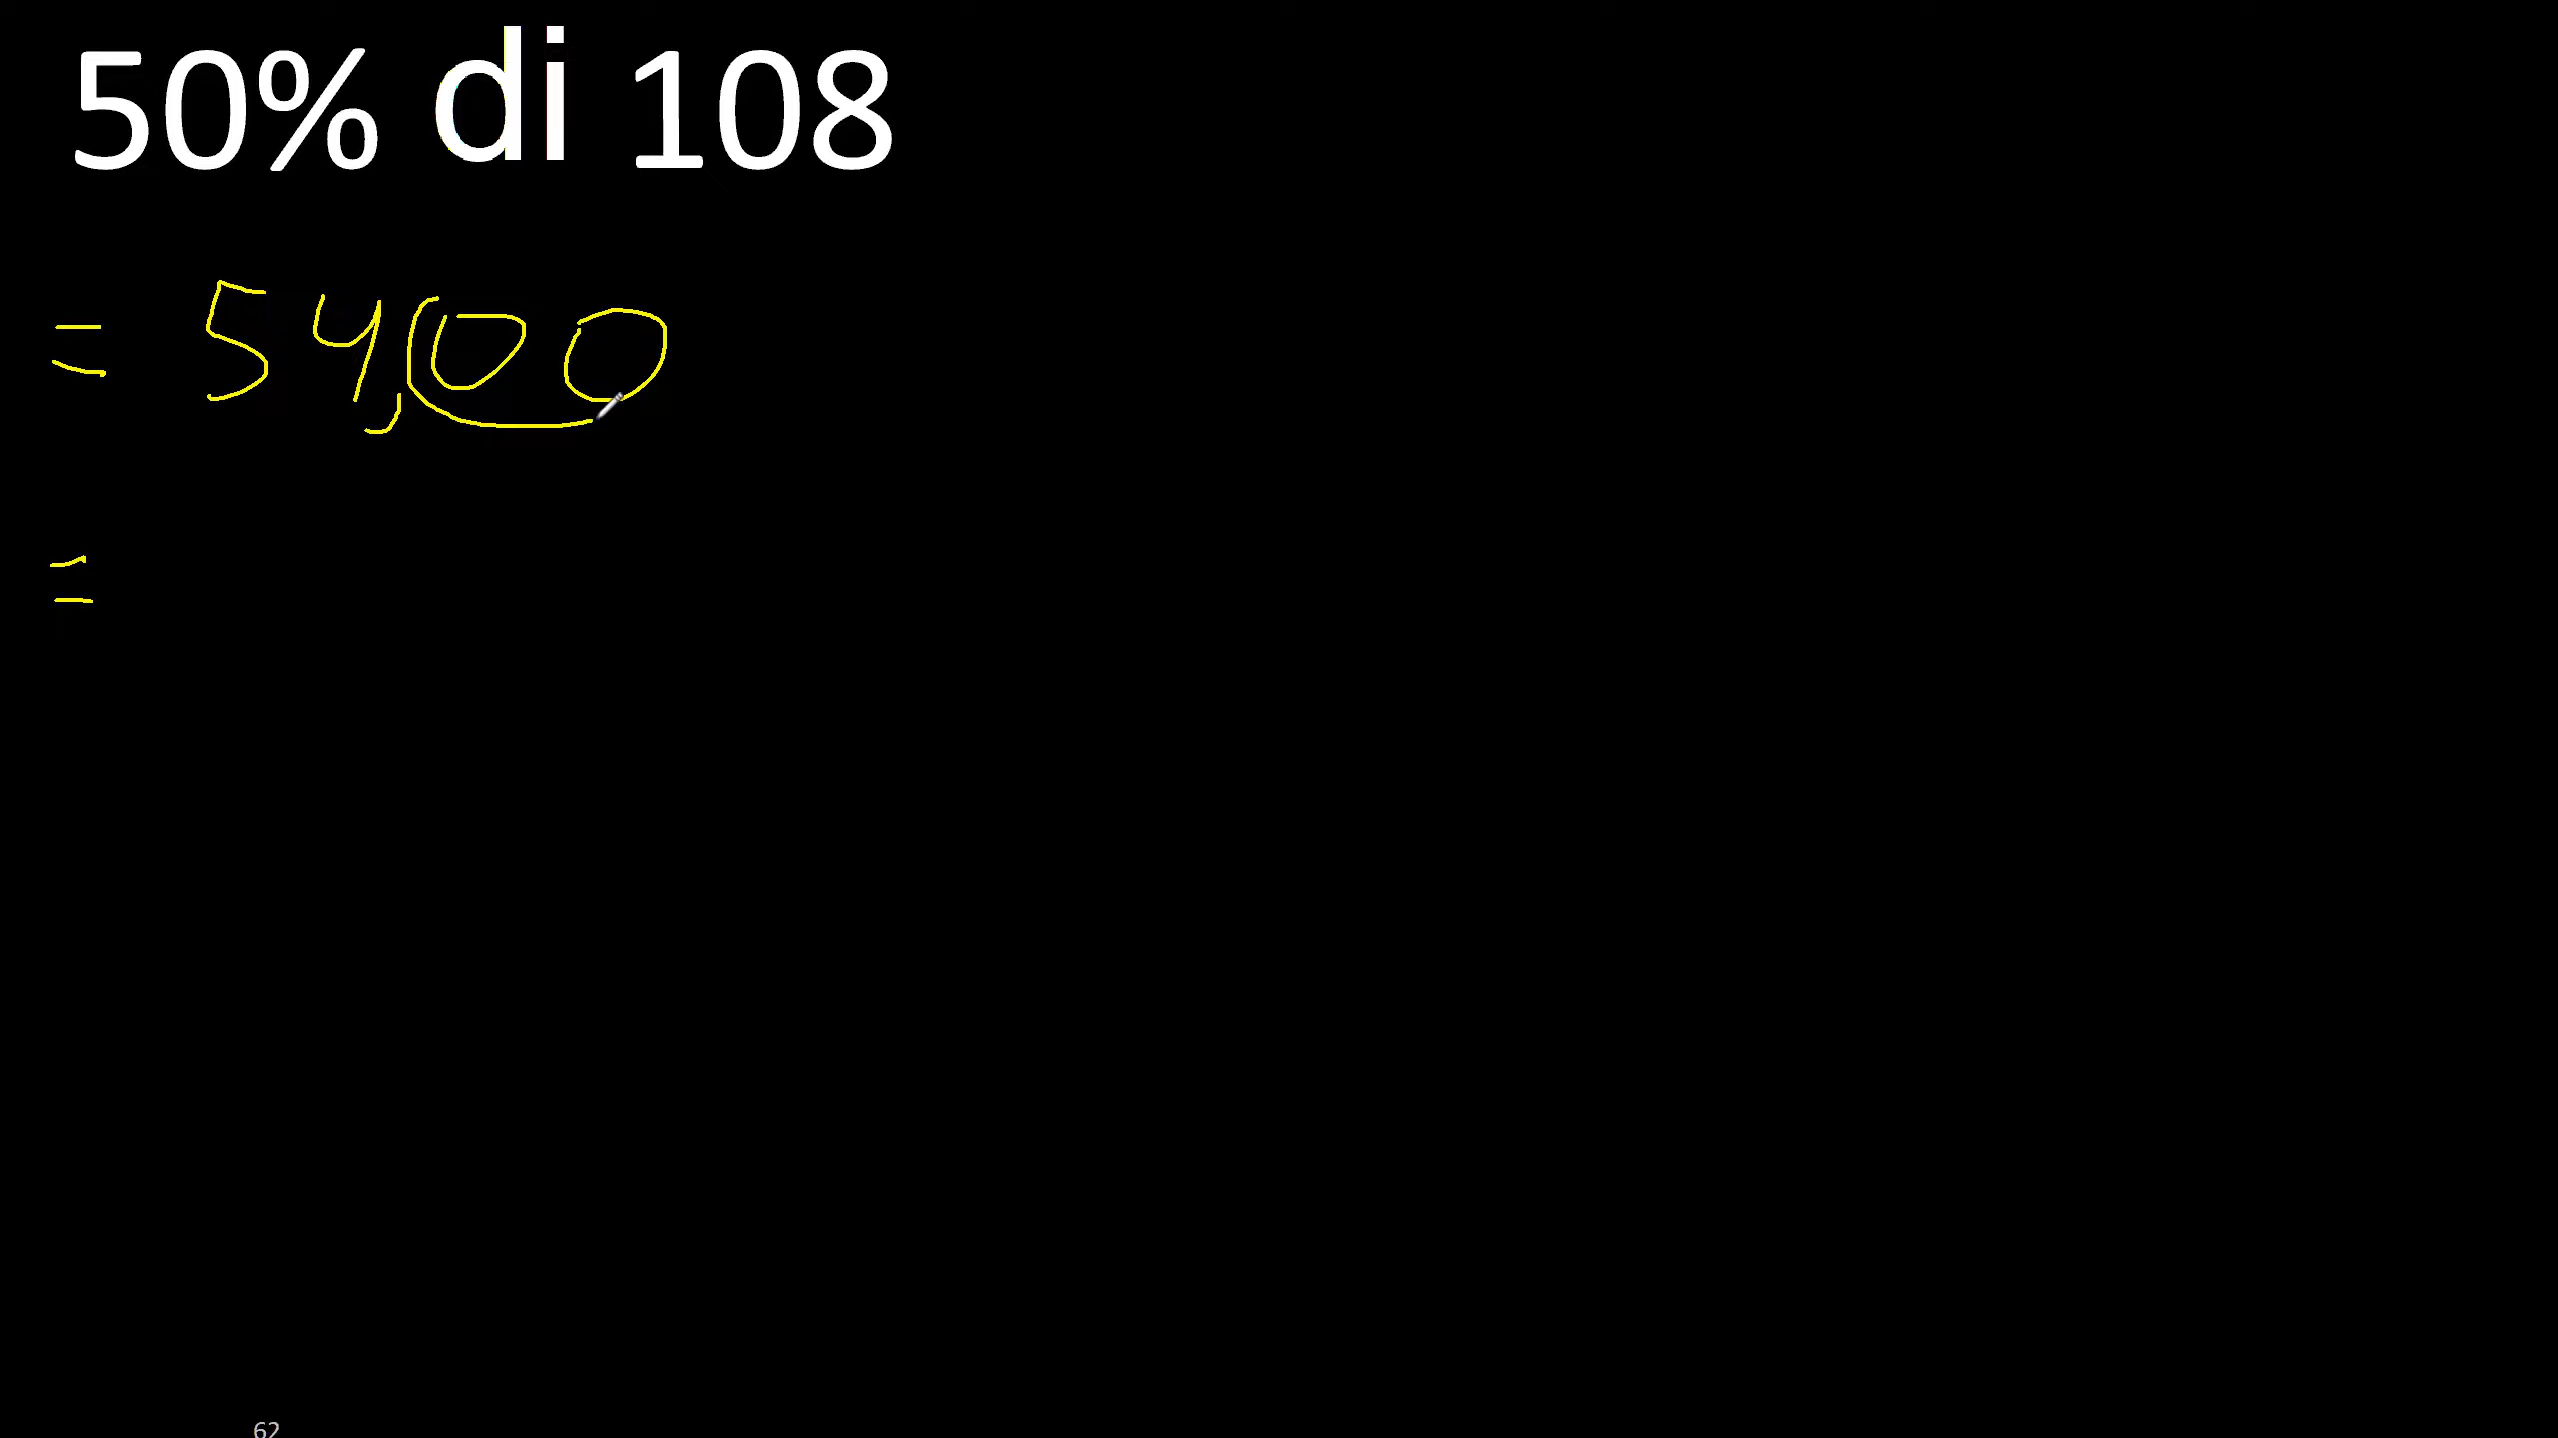 50% di 108
= 54,00
=
62